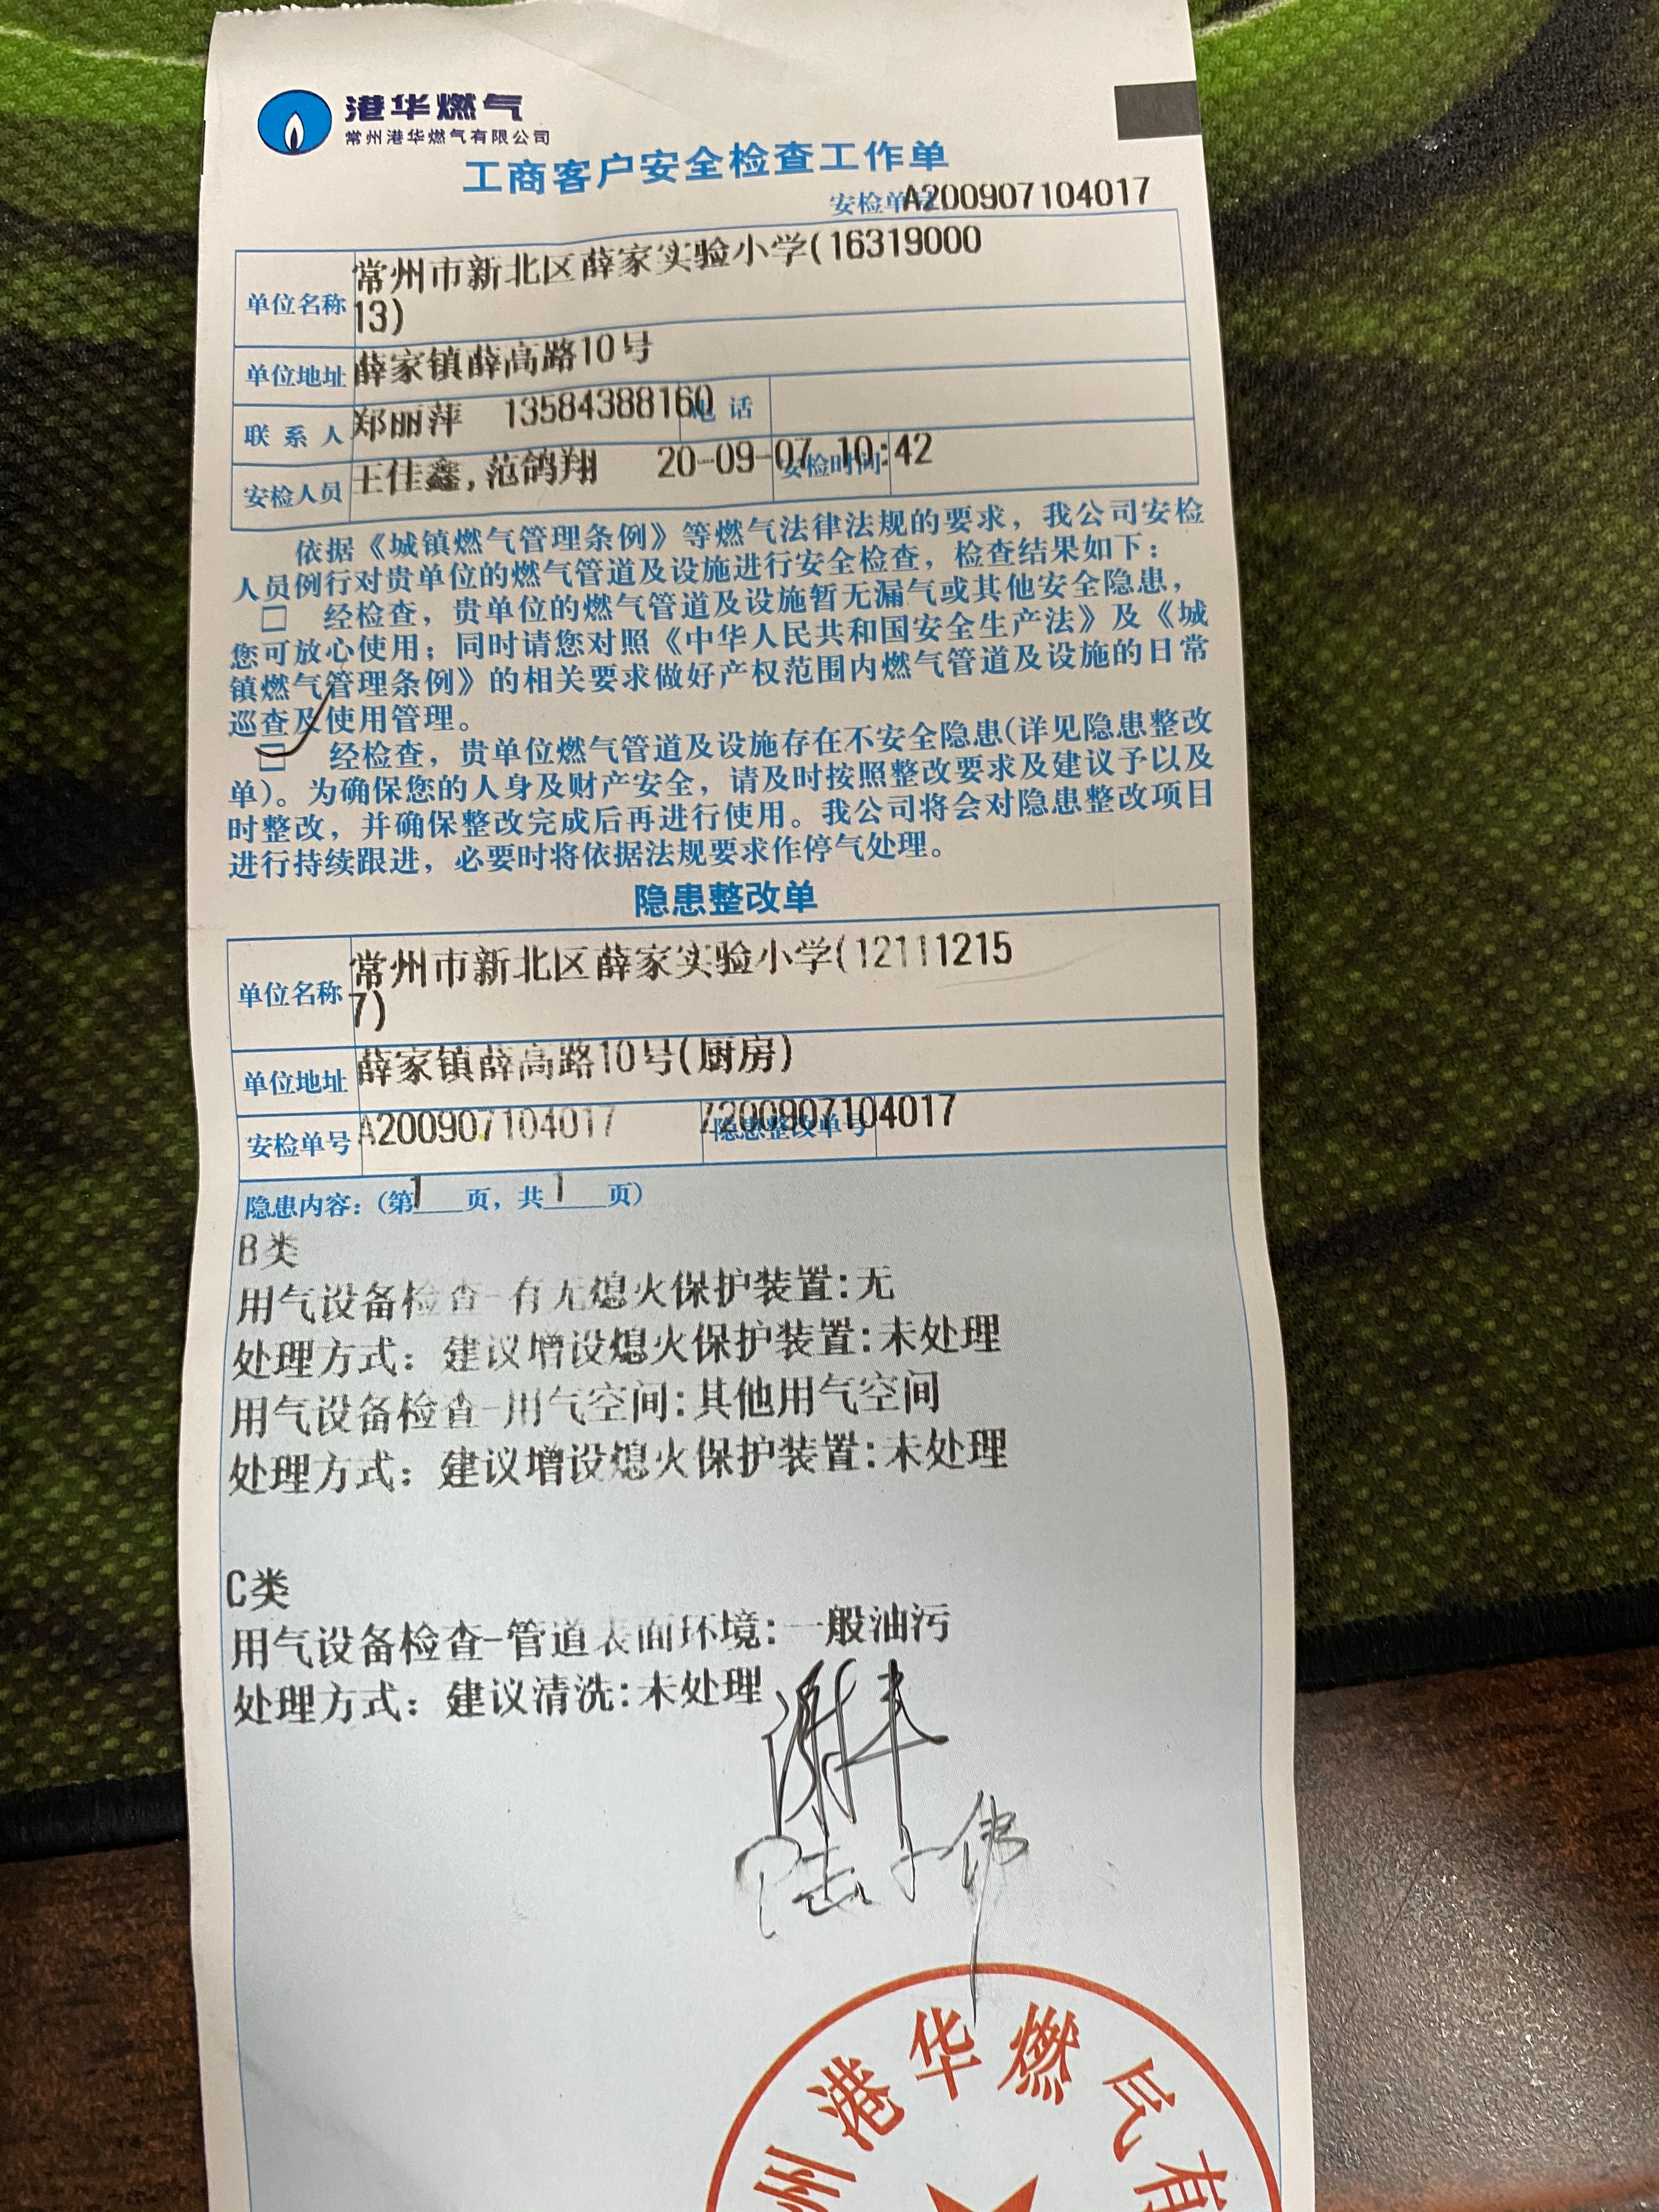 港华燃气
常州港华燃气有限公司
工商客户安全检查工作单
安检单 A200907104017
单位名称 常州市新北区薛家实验小学(16319000
13)
单位地址 薛家镇薛高路10号
联系人 郑丽萍 13584388160 电话
安检人员 王佳鑫,范鸽翔 20-09-07 10:42 安检时间
依据《城镇燃气管理条例》等燃气法律法规的要求，我公司安检
人员例行对贵单位的燃气管道及设施进行安全检查，检查结果如下：
□ 经检查，贵单位的燃气管道及设施暂无漏气或其他安全隐患，
您可放心使用；同时请您对照《中华人民共和国安全生产法》及《城
镇燃气管理条例》的相关要求做好产权范围内燃气管道及设施的日常
巡查及使用管理。
□ 经检查，贵单位燃气管道及设施存在不安全隐患(详见隐患整改
单)。为确保您的人身及财产安全，请及时按照整改要求及建议予以及
时整改，并确保整改完成后再进行使用。我公司将会对隐患整改项目
进行持续跟进，必要时将依据法规要求作停气处理。
隐患整改单
单位名称 常州市新北区薛家实验小学(12111215
7)
单位地址 薛家镇薛高路10号(厨房)
安检单号 A200907104017 隐患整改单号 Z200907104017
隐患内容：(第1页，共1页)
B类
用气设备检查-有无熄火保护装置:无
处理方式：建议增设熄火保护装置:未处理
用气设备检查-用气空间:其他用气空间
处理方式：建议增设熄火保护装置:未处理
C类
用气设备检查-管道表面环境:一般油污
处理方式：建议清洗:未处理
州港华燃气有